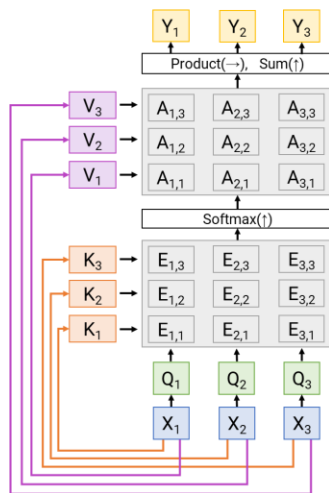 Y1 Y2 Y3
Product(→), Sum(↑)
V3 A1,3 A2,3 A3,3
V2 A1,2 A2,2 A3,2
V1 A1,1 A2,1 A3,1
Softmax(↑)
K3 E1,3 E2,3 E3,3
K2 E1,2 E2,2 E3,2
K1 E1,1 E2,1 E3,1
Q1 Q2 Q3
X1 X2 X3